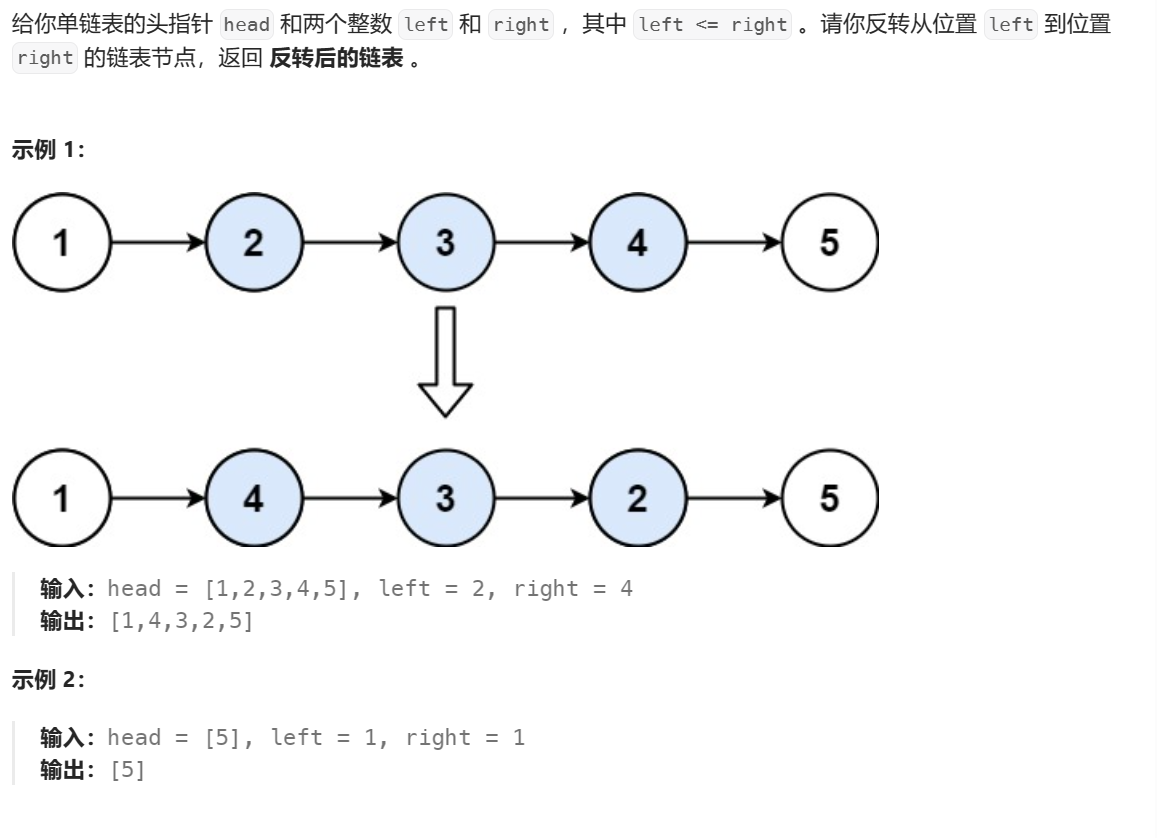 给你单链表的头指针 head 和两个整数 left 和 right ，其中 left <= right 。请你反转从位置 left 到位置
right 的链表节点，返回 反转后的链表 。
示例 1：
1 2 3 4 5
1 4 3 2 5
输入：head = [1,2,3,4,5], left = 2, right = 4
输出：[1,4,3,2,5]
示例 2：
输入：head = [5], left = 1, right = 1
输出：[5]